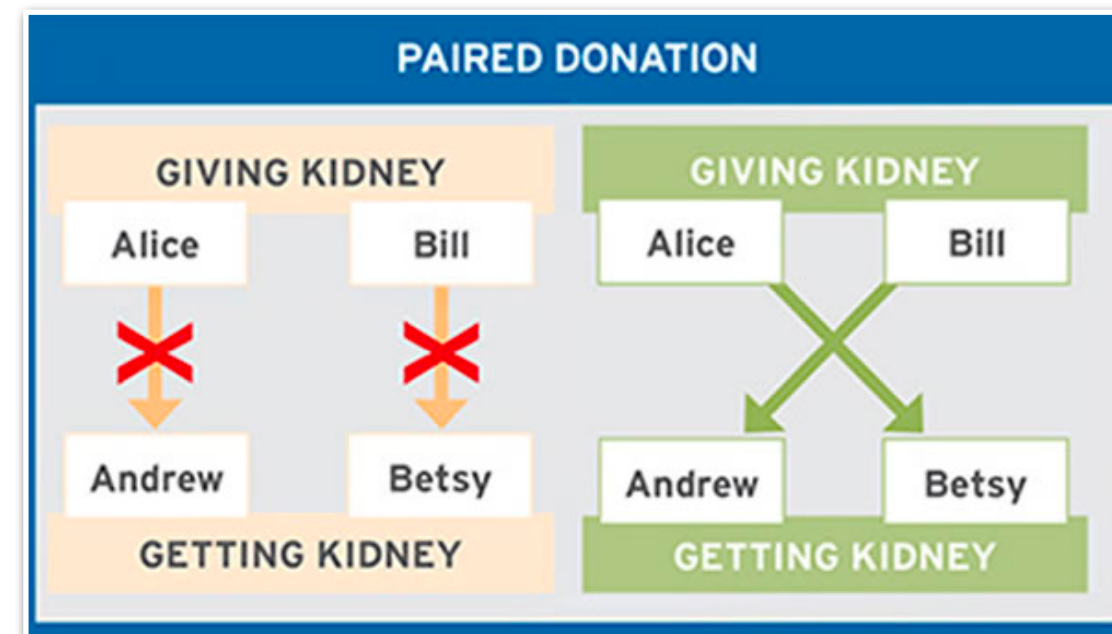 PAIRED DONATION
GIVING KIDNEY
Alice Bill
Andrew Betsy
GETTING KIDNEY
GIVING KIDNEY
Alice Bill
Andrew Betsy
GETTING KIDNEY